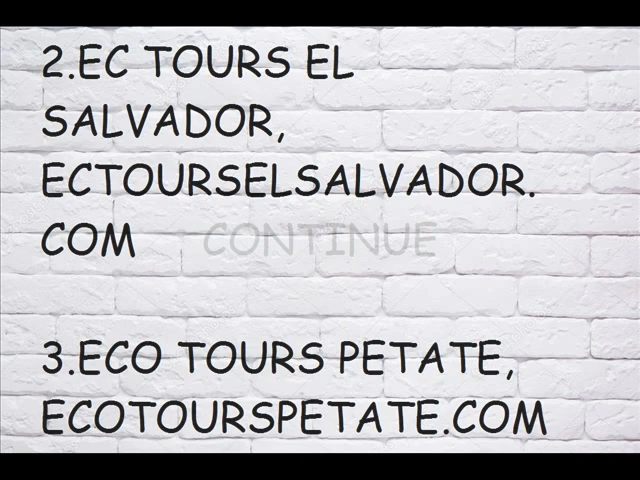 2.EC TOURS EL
SALVADOR,
ECTOURSELSALVADOR.
COM CONTINUE
3.ECO TOURS PETATE,
ECOTOURSPETATE.COM